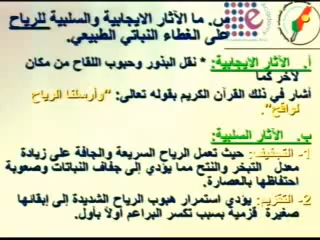 س. ما الآثار الايجابية والسلبية للرياح
على الغطاء النباتي الطبيعي.
أ. الآثار الإيجابية: * نقل البذور وحبوب اللقاح من مكان
لآخر كما
أشار في ذلك القرآن الكريم بقوله تعالى: "وأرسلنا الرياح
لواقح".
ب. الآثار السلبية:
1- التجفيف: حيث تعمل الرياح السريعة والجافة على زيادة
معدل التبخر والنتح مما يؤدي إلى جفاف النباتات وصعوبة
احتفاظها بالعصارة.
2- التقزيم: يؤدي استمرار هبوب الرياح الشديدة إلى إبقائها
صغيرة قزمية بسبب تكسر البراعم أولاً بأول.